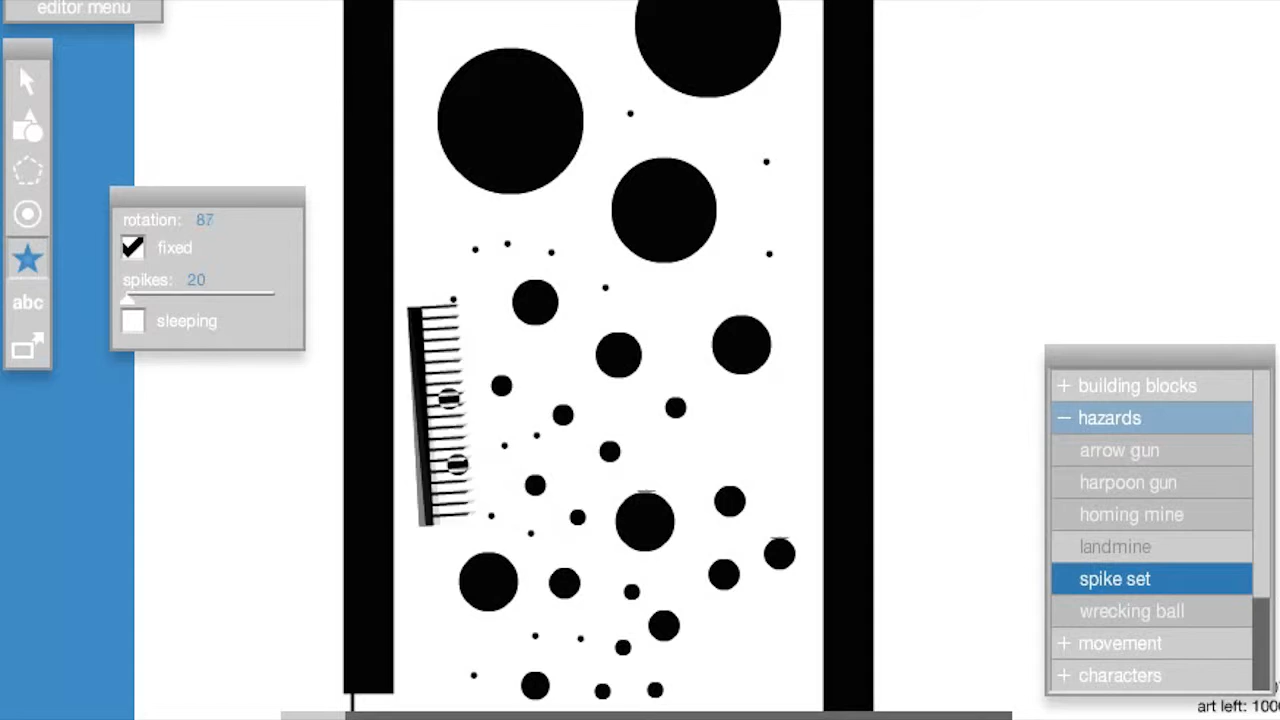 editor menu
rotation: 87
fixed
spikes: 20
sleeping
abc
+ building blocks
− hazards
arrow gun
harpoon gun
homing mine
landmine
spike set
wrecking ball
+ movement
+ characters
art left: 100